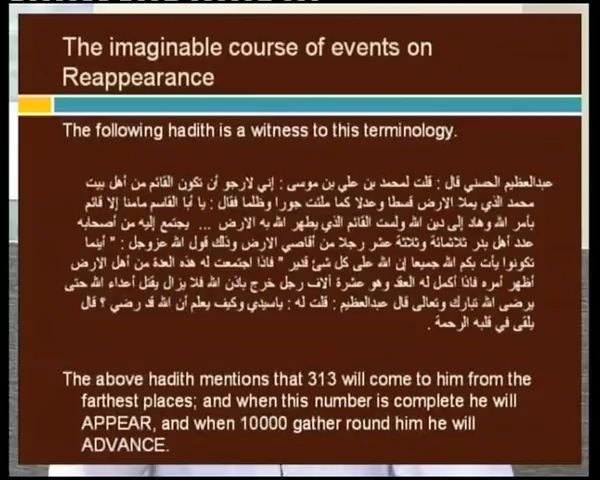 The imaginable course of events on
Reappearance
The following hadith is a witness to this terminology.
عبدالعظيم الحسني قال : قلت لمحمد بن علي بن موسى : إني لارجو أن تكون القائم من أهل بيت
محمد الذي يملا الارض قسطا وعدلا كما ملئت جورا وظلما فقال : يا أبا القاسم مامنا إلا قائم
بأمر الله وهاد إلى دين الله ولست القائم الذي يطهر الله به الارض ... يجتمع إليه من أصحابه
عدد أهل بدر ثلاثمائة وثلاثة عشر رجلا من أقاصي الارض وذلك قول الله عزوجل : " أينما
تكونوا يأت بكم الله جميعا إن الله على كل شئ قدير " فاذا اجتمعت له هذه العدة من أهل الارض
أظهر أمره فاذا أكمل له العقد وهو عشرة آلاف رجل خرج باذن الله فلا يزال يقتل أعداء الله حتى
يرضى الله تبارك وتعالى قال عبدالعظيم : قلت له : ياسيدي وكيف يعلم أن الله قد رضي ؟ قال
يلقى في قلبه الرحمة .
The above hadith mentions that 313 will come to him from the
farthest places; and when this number is complete he will
APPEAR, and when 10000 gather round him he will
ADVANCE.